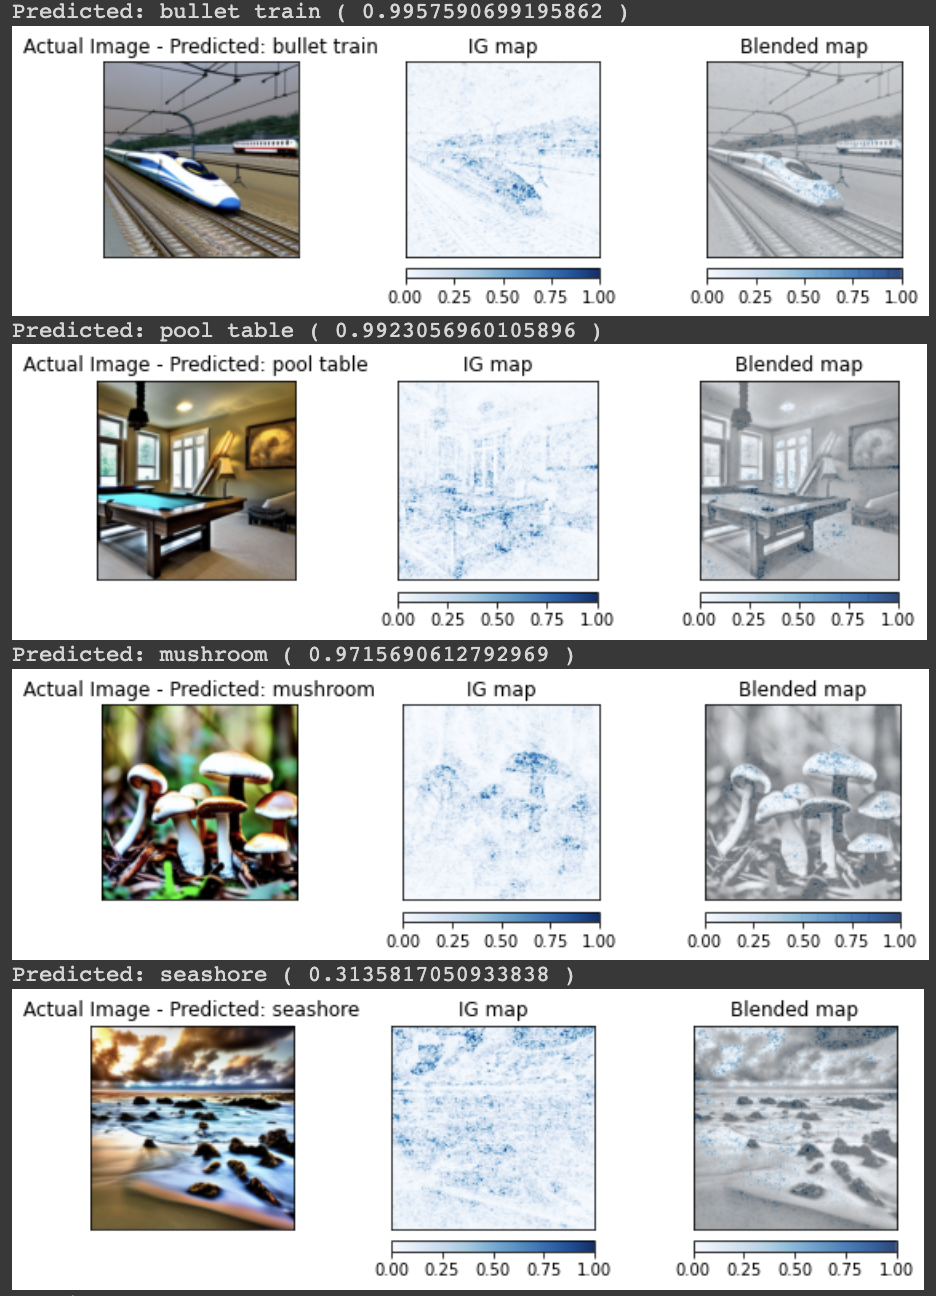 Predicted: bullet train ( 0.9957590699195862 )
Actual Image - Predicted: bullet train IG map Blended map
0.00 0.25 0.50 0.75 1.00 0.00 0.25 0.50 0.75 1.00
Predicted: pool table ( 0.9923056960105896 )
Actual Image - Predicted: pool table IG map Blended map
0.00 0.25 0.50 0.75 1.00 0.00 0.25 0.50 0.75 1.00
Predicted: mushroom ( 0.9715690612792969 )
Actual Image - Predicted: mushroom IG map Blended map
0.00 0.25 0.50 0.75 1.00 0.00 0.25 0.50 0.75 1.00
Predicted: seashore ( 0.3135817050933838 )
Actual Image - Predicted: seashore IG map Blended map
0.00 0.25 0.50 0.75 1.00 0.00 0.25 0.50 0.75 1.00